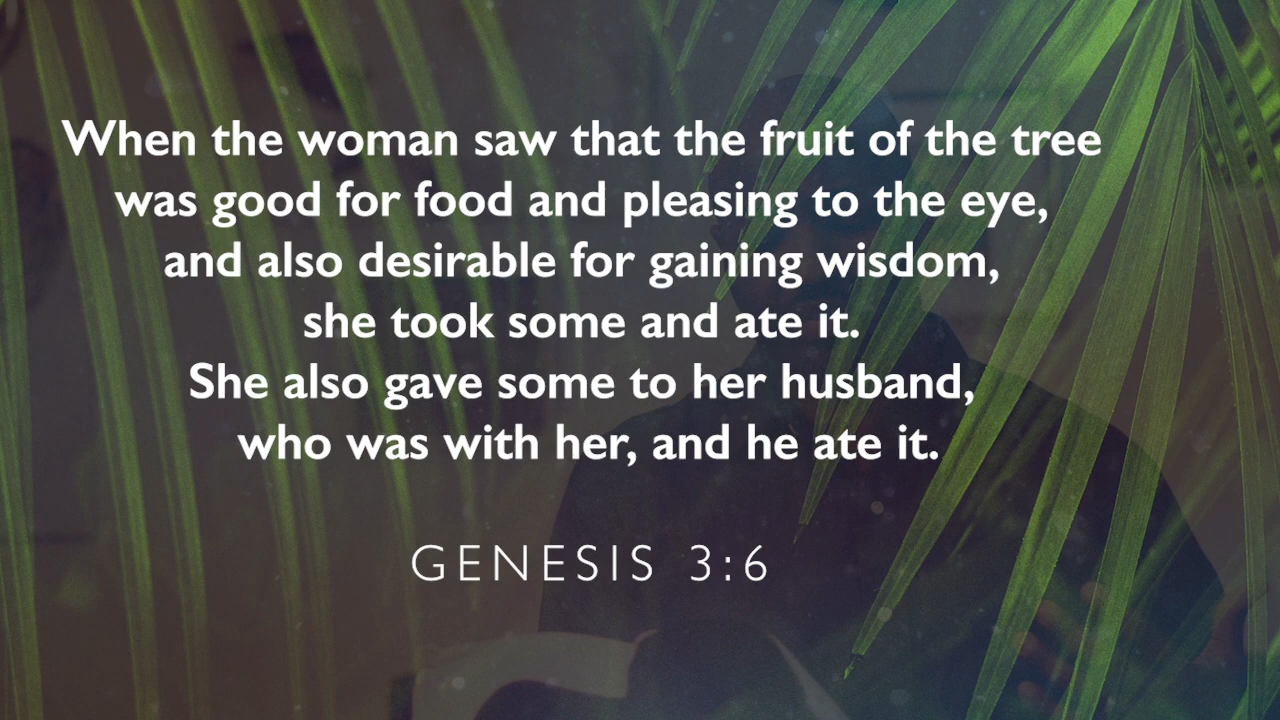 When the woman saw that the fruit of the tree
was good for food and pleasing to the eye,
and also desirable for gaining wisdom,
she took some and ate it.
She also gave some to her husband,
who was with her, and he ate it.
GENESIS 3:6